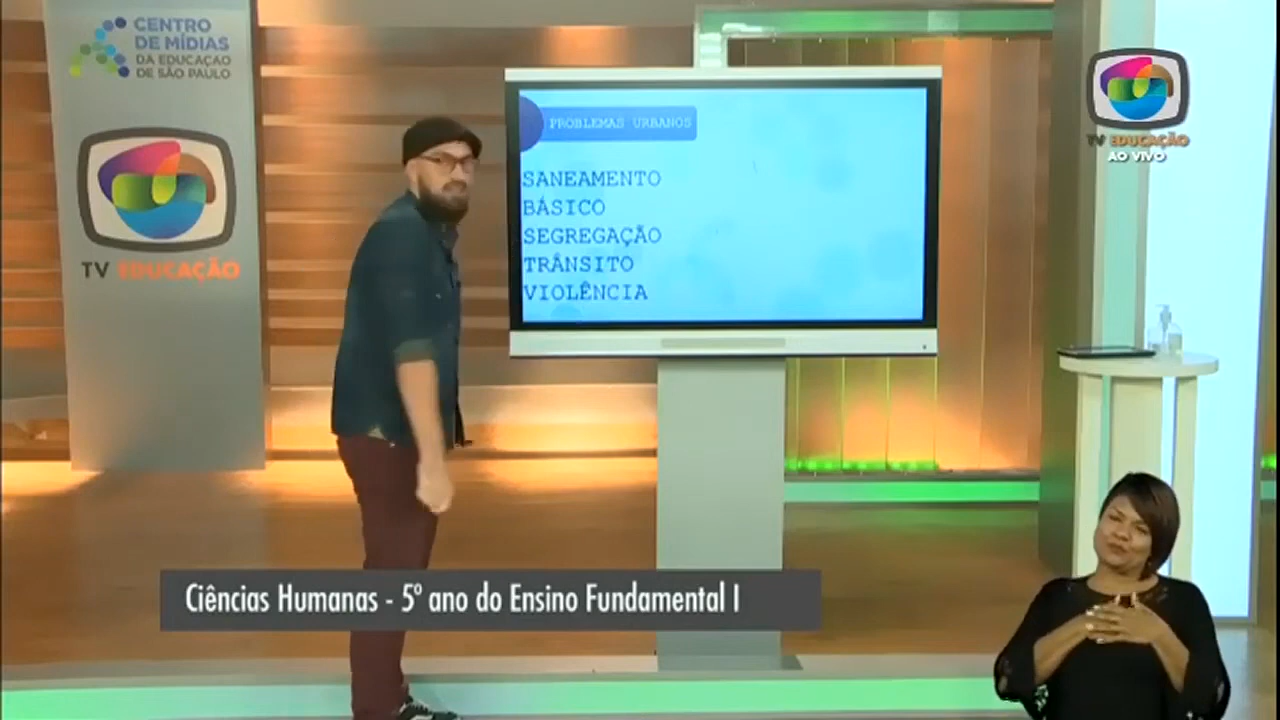 CENTRO
DE MÍDIAS
DA EDUCAÇÃO
DE SÃO PAULO
TV EDUCAÇÃO
PROBLEMAS URBANOS
SANEAMENTO
BÁSICO
SEGREGAÇÃO
TRÂNSITO
VIOLÊNCIA
TV EDUCAÇÃO
AO VIVO
Ciências Humanas - 5º ano do Ensino Fundamental I